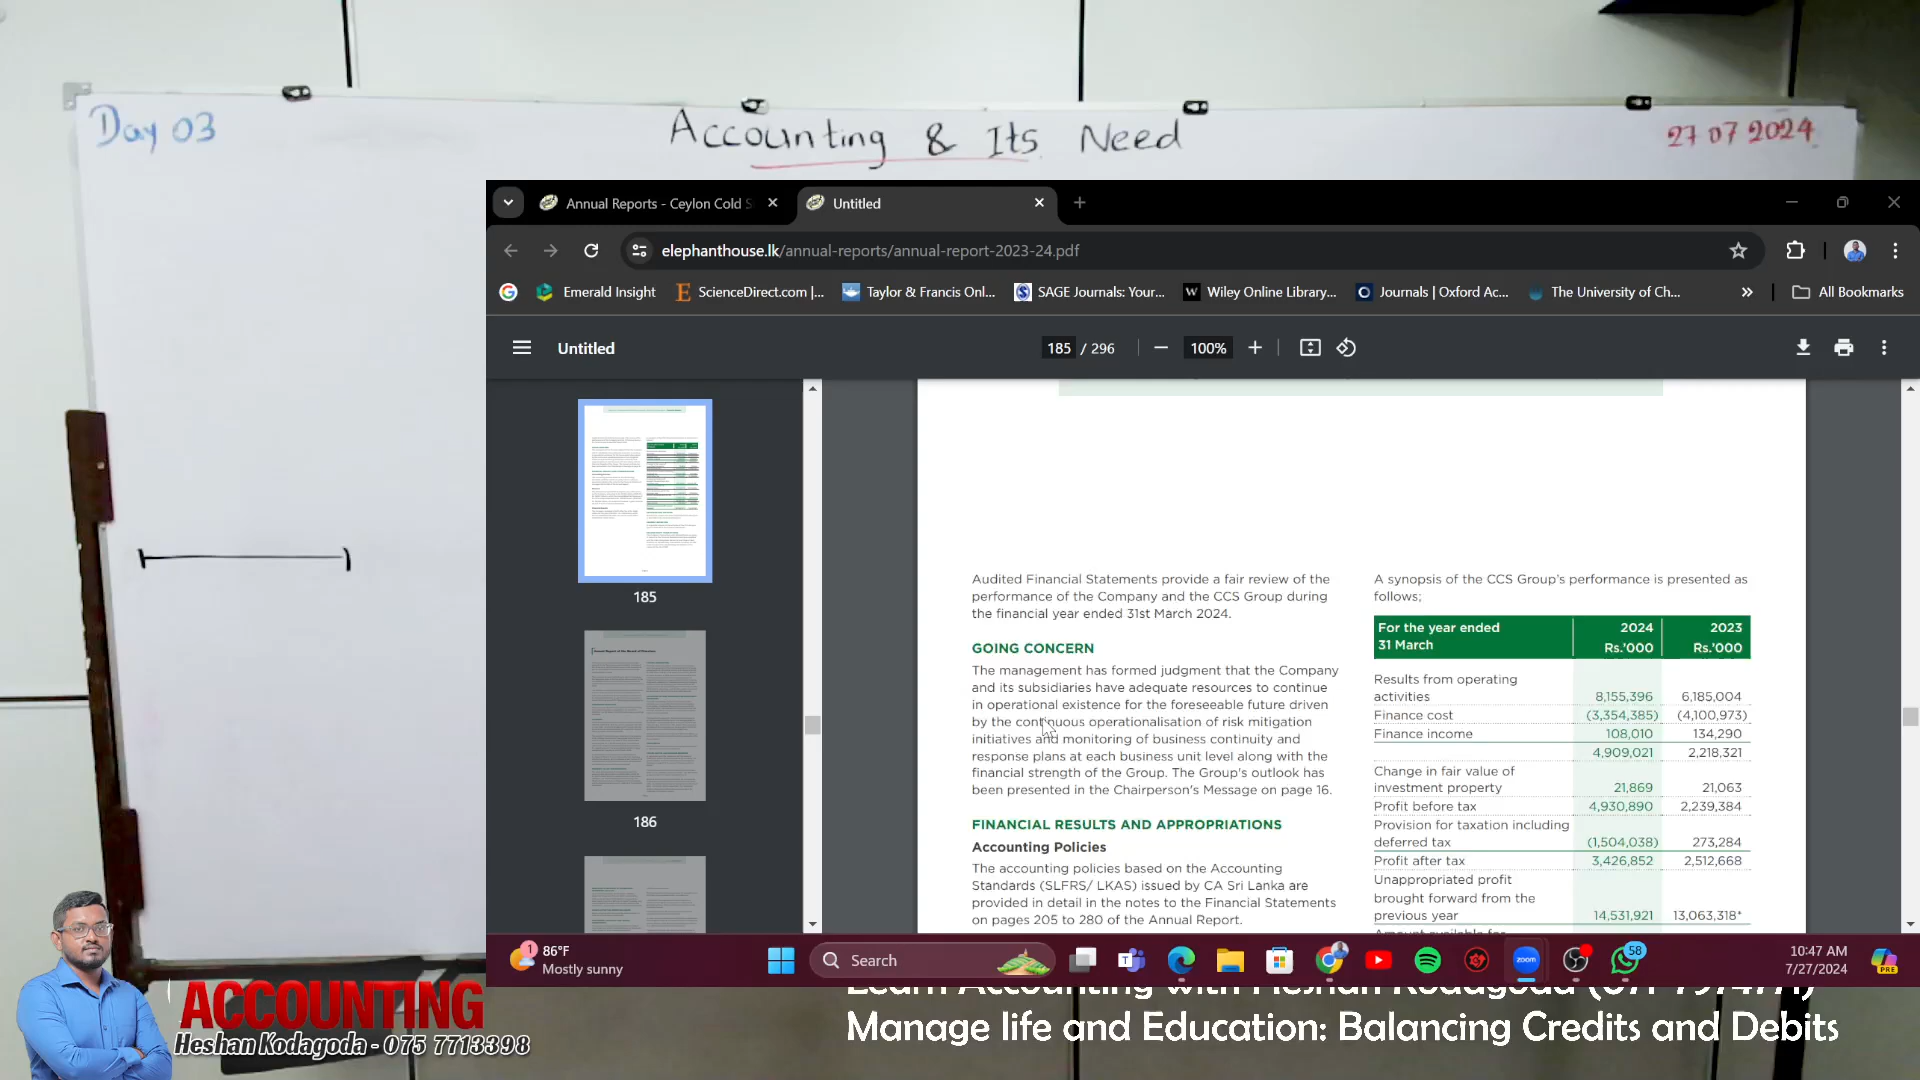 Day 03
Accounting & Its Need
27 07 2024
Annual Reports - Ceylon Cold S
Untitled
elephanthouse.lk/annual-reports/annual-report-2023-24.pdf
Emerald Insight
ScienceDirect.com |...
Taylor & Francis Onl...
SAGE Journals: Your...
Wiley Online Library...
Journals | Oxford Ac...
The University of Ch...
»
All Bookmarks
Untitled
185 / 296
100%
185
186
Audited Financial Statements provide a fair review of the
performance of the Company and the CCS Group during
the financial year ended 31st March 2024.
GOING CONCERN
The management has formed judgment that the Company
and its subsidiaries have adequate resources to continue
in operational existence for the foreseeable future driven
by the continuous operationalisation of risk mitigation
initiatives and monitoring of business continuity and
response plans at each business unit level along with the
financial strength of the Group. The Group's outlook has
been presented in the Chairperson's Message on page 16.
FINANCIAL RESULTS AND APPROPRIATIONS
Accounting Policies
The accounting policies based on the Accounting
Standards (SLFRS/ LKAS) issued by CA Sri Lanka are
provided in detail in the notes to the Financial Statements
on pages 205 to 280 of the Annual Report.
A synopsis of the CCS Group's performance is presented as
follows;
For the year ended 2024 2023
31 March Rs.'000 Rs.'000
Results from operating
activities 8,155,396 6,185,004
Finance cost (3,354,385) (4,100,973)
Finance income 108,010 134,290
4,909,021 2,218,321
Change in fair value of
investment property 21,869 21,063
Profit before tax 4,930,890 2,239,384
Provision for taxation including
deferred tax (1,504,038) 273,284
Profit after tax 3,426,852 2,512,668
Unappropriated profit
brought forward from the
previous year 14,531,921 13,063,318*
1
86°F
Mostly sunny
Search
zoom
58
10:47 AM
7/27/2024
PRE
ACCOUNTING
Heshan Kodagoda - 075 7713398
Learn Accounting with Heshan Kodagoda
Manage life and Education: Balancing Credits and Debits